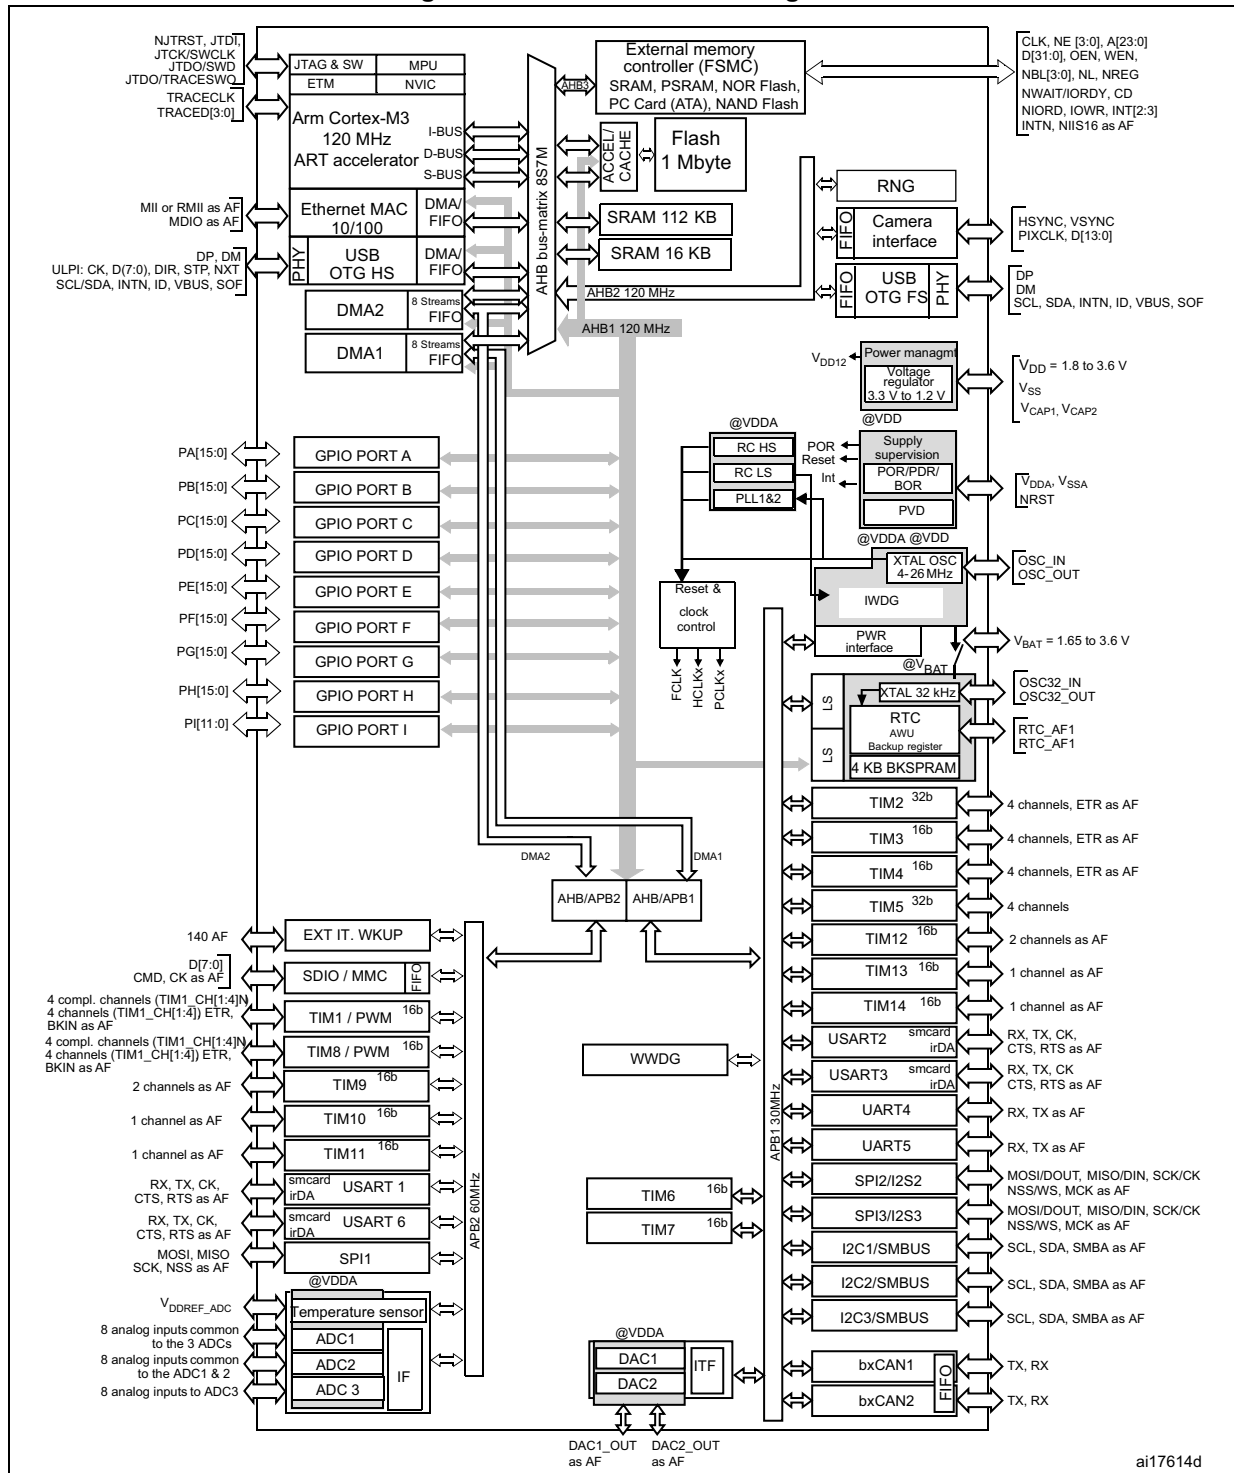 NJTRST, JTDI,
JTCK/SWCLK
JTDO/SWD
JTDO/TRACESWO
TRACECLK
TRACED[3:0]
JTAG & SW
MPU
ETM
NVIC
Arm Cortex-M3
120 MHz
ART accelerator
I-BUS
D-BUS
S-BUS
MII or RMII as AF
MDIO as AF
Ethernet MAC
10/100
DMA/
FIFO
DP, DM
ULPI: CK, D(7:0), DIR, STP, NXT
SCL/SDA, INTN, ID, VBUS, SOF
PHY
USB
OTG HS
DMA/
FIFO
DMA2
8 Streams
FIFO
DMA1
8 Streams
FIFO
AHB bus-matrix 8S7M
AHB3
External memory
controller (FSMC)
SRAM, PSRAM, NOR Flash,
PC Card (ATA), NAND Flash
CLK, NE [3:0], A[23:0]
D[31:0], OEN, WEN,
NBL[3:0], NL, NREG
NWAIT/IORDY, CD
NIORD, IOWR, INT[2:3]
INTN, NIIS16 as AF
ACCEL/
CACHE
Flash
1 Mbyte
SRAM 112 KB
SRAM 16 KB
AHB2 120 MHz
AHB1 120 MHz
RNG
FIFO
Camera
interface
HSYNC, VSYNC
PIXCLK, D[13:0]
FIFO
USB
OTG FS
PHY
DP
DM
SCL, SDA, INTN, ID, VBUS, SOF
VDD12
Power managmt
Voltage
regulator
3.3 V to 1.2 V
VDD = 1.8 to 3.6 V
VSS
VCAP1, VCAP2
@VDD
@VDDA
RC HS
RC LS
PLL1&2
POR
Reset
Int
Supply
supervision
POR/PDR/
BOR
PVD
VDDA, VSSA
NRST
@VDDA
@VDD
XTAL OSC
4-26 MHz
OSC_IN
OSC_OUT
IWDG
Reset &
clock
control
FCLK
HCLKx
PCLKx
PWR
interface
VBAT = 1.65 to 3.6 V
@VBAT
LS
LS
XTAL 32 kHz
OSC32_IN
OSC32_OUT
RTC
AWU
Backup register
RTC_AF1
RTC_AF1
4 KB BKSPRAM
PA[15:0]
GPIO PORT A
PB[15:0]
GPIO PORT B
PC[15:0]
GPIO PORT C
PD[15:0]
GPIO PORT D
PE[15:0]
GPIO PORT E
PF[15:0]
GPIO PORT F
PG[15:0]
GPIO PORT G
PH[15:0]
GPIO PORT H
PI[11:0]
GPIO PORT I
DMA2
DMA1
AHB/APB2
AHB/APB1
TIM2 32b
4 channels, ETR as AF
TIM3 16b
4 channels, ETR as AF
TIM4 16b
4 channels, ETR as AF
TIM5 32b
4 channels
TIM12 16b
2 channels as AF
TIM13 16b
1 channel as AF
TIM14 16b
1 channel as AF
USART2 smcard
irDA
RX, TX, CK,
CTS, RTS as AF
USART3 smcard
irDA
RX, TX, CK
CTS, RTS as AF
UART4
RX, TX as AF
UART5
RX, TX as AF
SPI2/I2S2
MOSI/DOUT, MISO/DIN, SCK/CK
NSS/WS, MCK as AF
SPI3/I2S3
MOSI/DOUT, MISO/DIN, SCK/CK
NSS/WS, MCK as AF
I2C1/SMBUS
SCL, SDA, SMBA as AF
I2C2/SMBUS
SCL, SDA, SMBA as AF
I2C3/SMBUS
SCL, SDA, SMBA as AF
bxCAN1
TX, RX
FIFO
bxCAN2
TX, RX
APB1 30MHz
WWDG
TIM6 16b
TIM7 16b
@VDDA
DAC1
DAC2
ITF
DAC1_OUT
as AF
DAC2_OUT
as AF
140 AF
EXT IT. WKUP
D[7:0]
CMD, CK as AF
SDIO / MMC
FIFO
4 compl. channels (TIM1_CH[1:4]N
4 channels (TIM1_CH[1:4]) ETR,
BKIN as AF
TIM1 / PWM 16b
4 compl. channels (TIM1_CH[1:4]N
4 channels (TIM1_CH[1:4]) ETR,
BKIN as AF
TIM8 / PWM 16b
2 channels as AF
TIM9 16b
1 channel as AF
TIM10 16b
1 channel as AF
TIM11 16b
RX, TX, CK,
CTS, RTS as AF
smcard
irDA
USART 1
RX, TX, CK,
CTS, RTS as AF
smcard
irDA
USART 6
MOSI, MISO
SCK, NSS as AF
SPI1
APB2 60MHz
@VDDA
VDDREF_ADC
Temperature sensor
8 analog inputs common
to the 3 ADCs
ADC1
8 analog inputs common
to the ADC1 & 2
ADC2
8 analog inputs to ADC3
ADC 3
IF
ai17614d